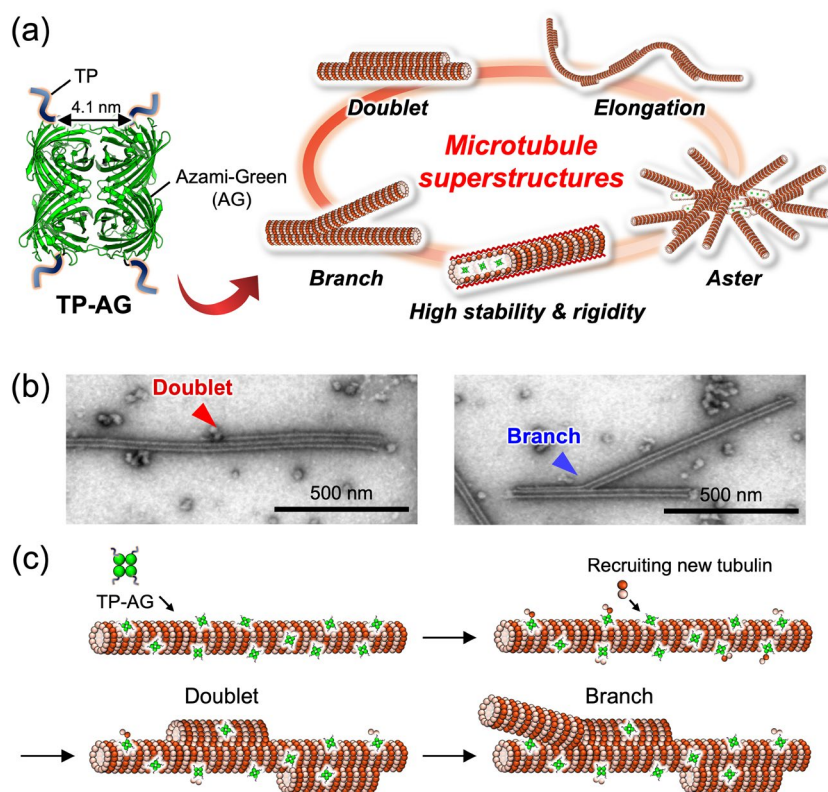 (a)
TP
4.1 nm
Azami-Green
(AG)
TP-AG
Doublet
Elongation
Microtubule
superstructures
Branch
Aster
High stability & rigidity
(b)
Doublet
500 nm
Branch
500 nm
(c)
TP-AG
Recruiting new tubulin
Doublet
Branch